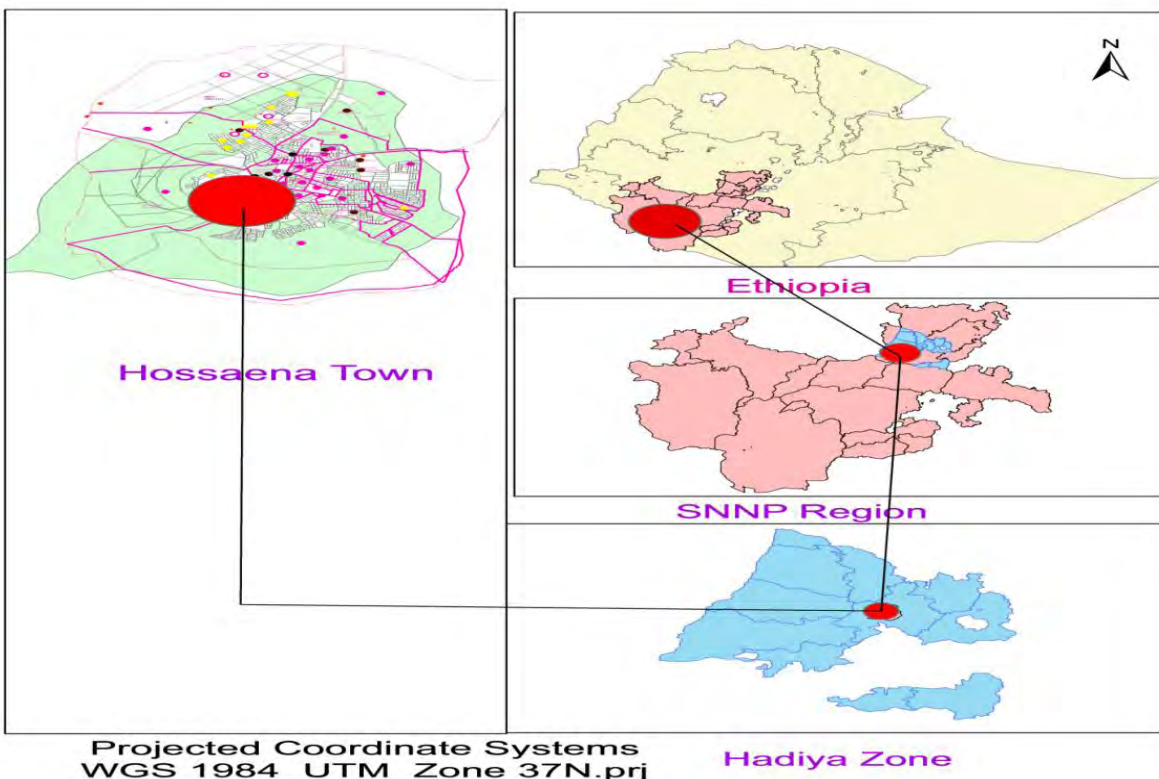 N
Ethiopia
Hossaena Town
SNNP Region
Hadiya Zone
Projected Coordinate Systems
WGS 1984 UTM Zone 37N.prj